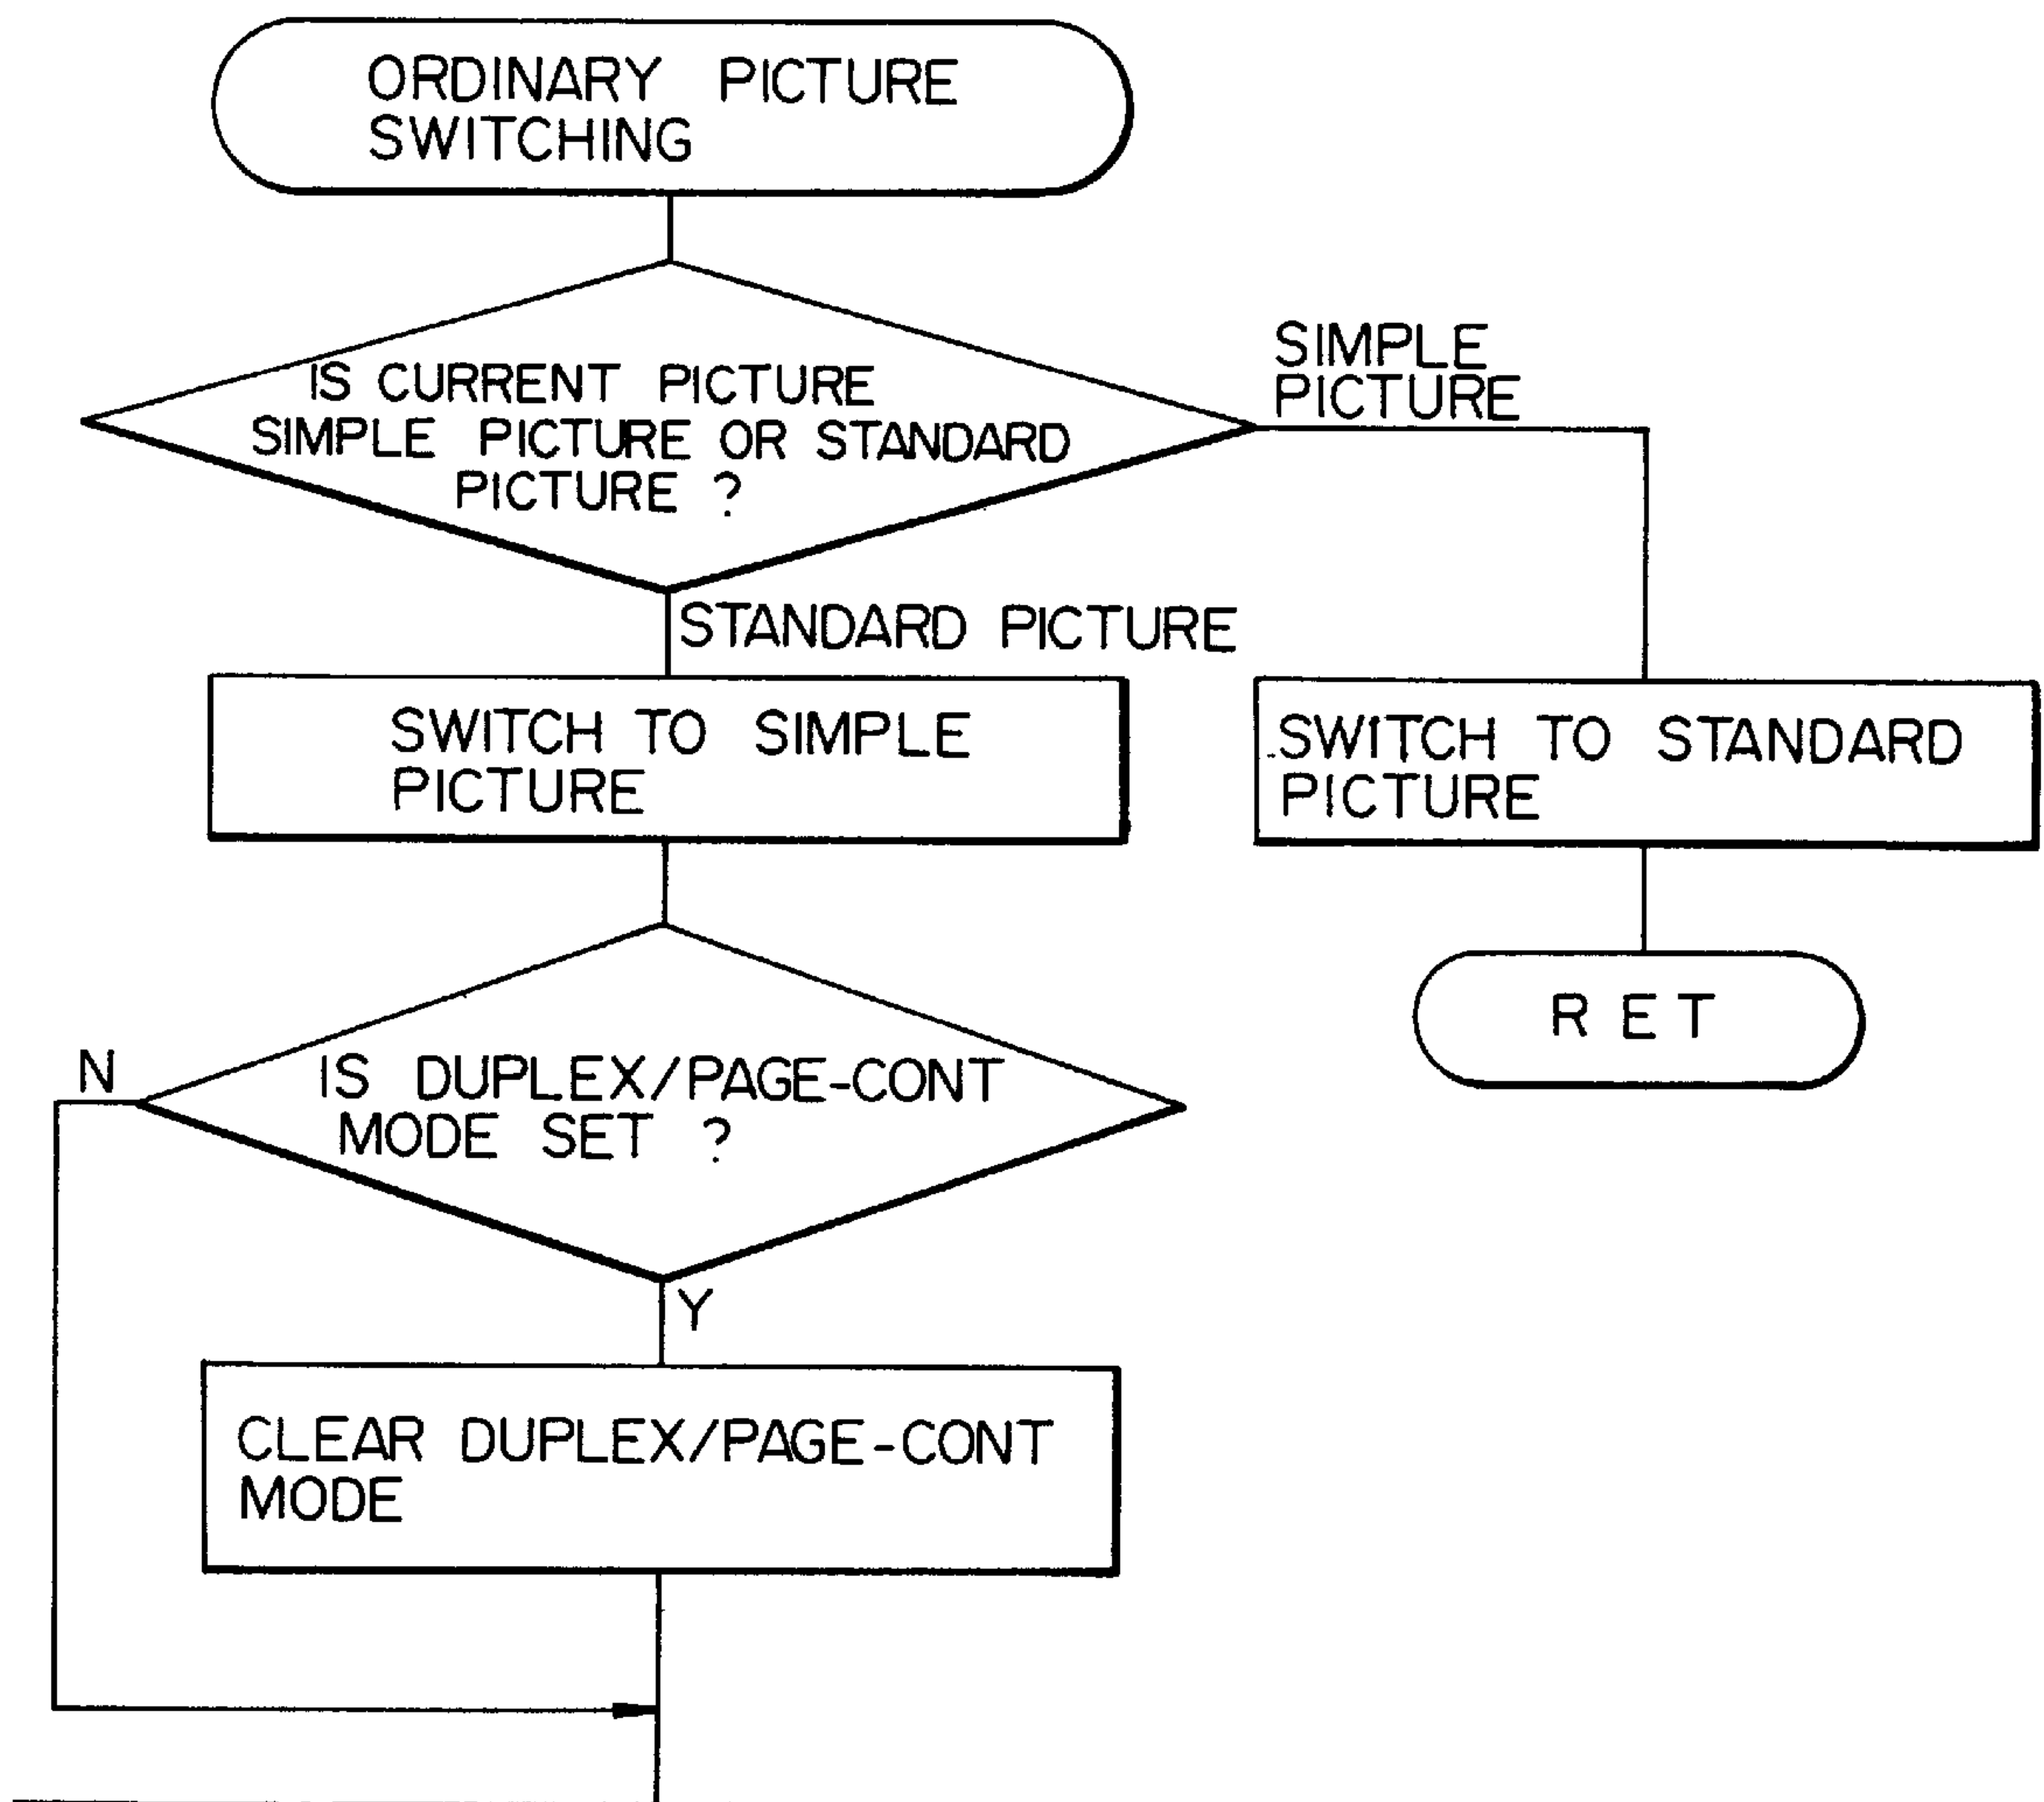 ORDINARY PICTURE
SWITCHING
IS CURRENT PICTURE
SIMPLE PICTURE OR STANDARD
PICTURE ?
SIMPLE
PICTURE
STANDARD PICTURE
SWITCH TO SIMPLE
PICTURE
SWITCH TO STANDARD
PICTURE
RET
N
IS DUPLEX/PAGE-CONT
MODE SET ?
Y
CLEAR DUPLEX/PAGE-CONT
MODE